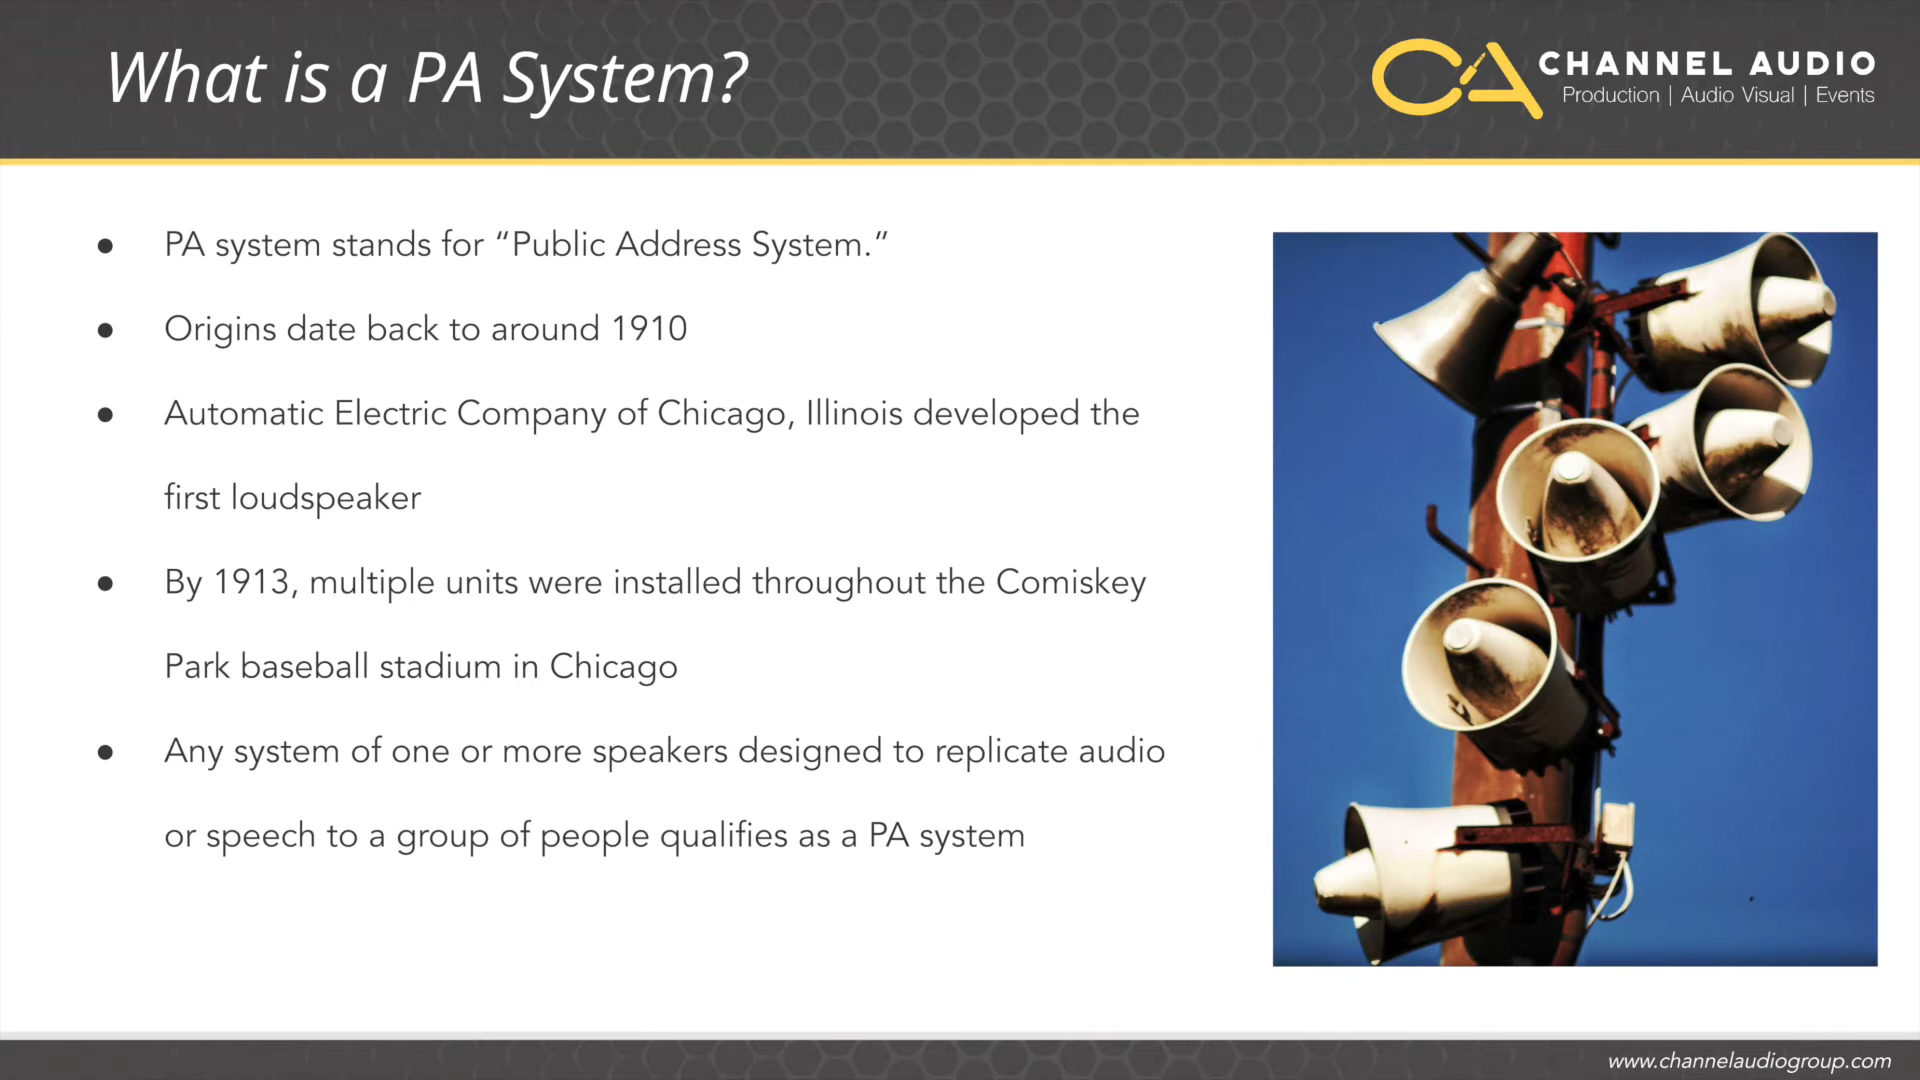 What is a PA System?
CHANNEL AUDIO
Production | Audio Visual | Events
● PA system stands for “Public Address System.”
● Origins date back to around 1910
● Automatic Electric Company of Chicago, Illinois developed the
first loudspeaker
● By 1913, multiple units were installed throughout the Comiskey
Park baseball stadium in Chicago
● Any system of one or more speakers designed to replicate audio
or speech to a group of people qualifies as a PA system
www.channelaudiogroup.com